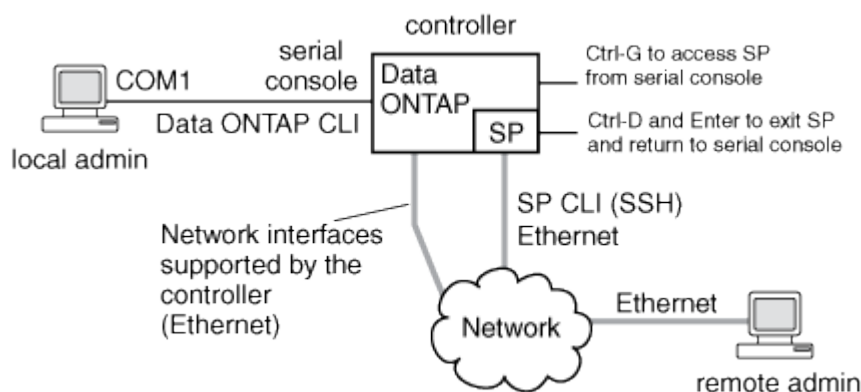 controller
serial
console
COM1
Data ONTAP CLI
local admin
Data
ONTAP
SP
Ctrl-G to access SP
from serial console
Ctrl-D and Enter to exit SP
and return to serial console
Network interfaces
supported by the
controller
(Ethernet)
SP CLI (SSH)
Ethernet
Network
Ethernet
remote admin